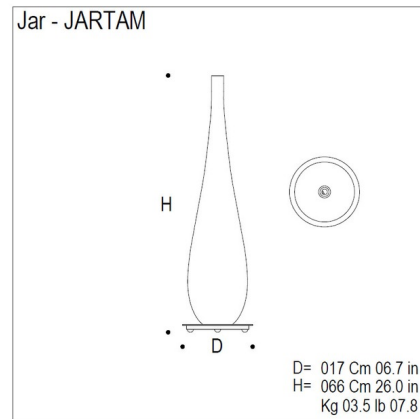 Jar - JARTAM
H
D
D= 017 Cm 06.7 in
H= 066 Cm 26.0 in
Kg 03.5 lb 07.8